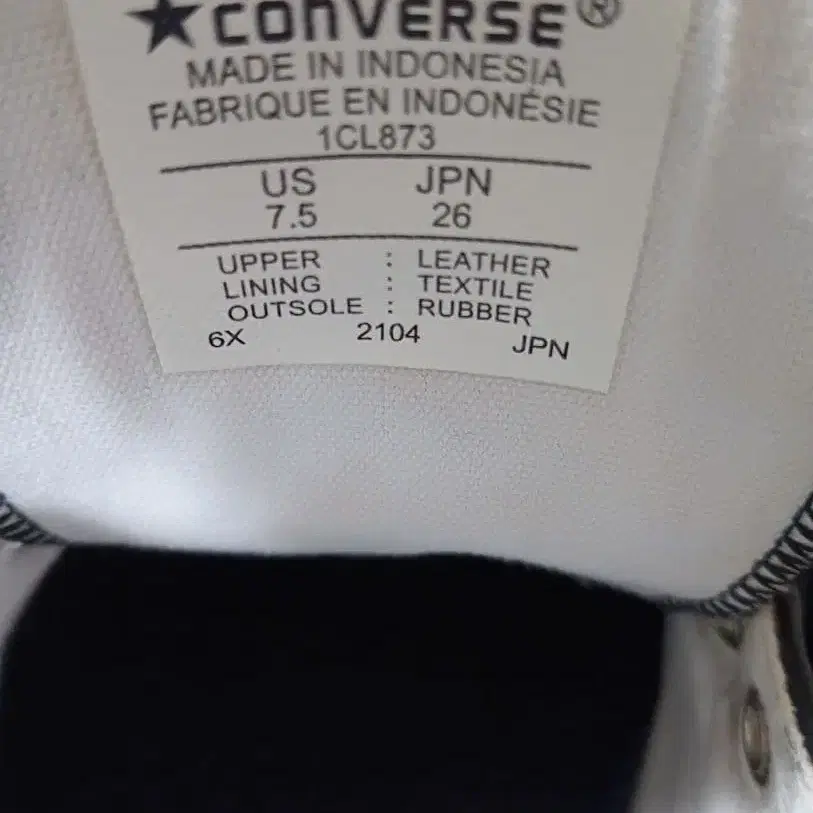 ★CONVERSE®
MADE IN INDONESIA
FABRIQUE EN INDONÉSIE
1CL873
US JPN
7.5 26
UPPER : LEATHER
LINING : TEXTILE
OUTSOLE : RUBBER
6X 2104 JPN